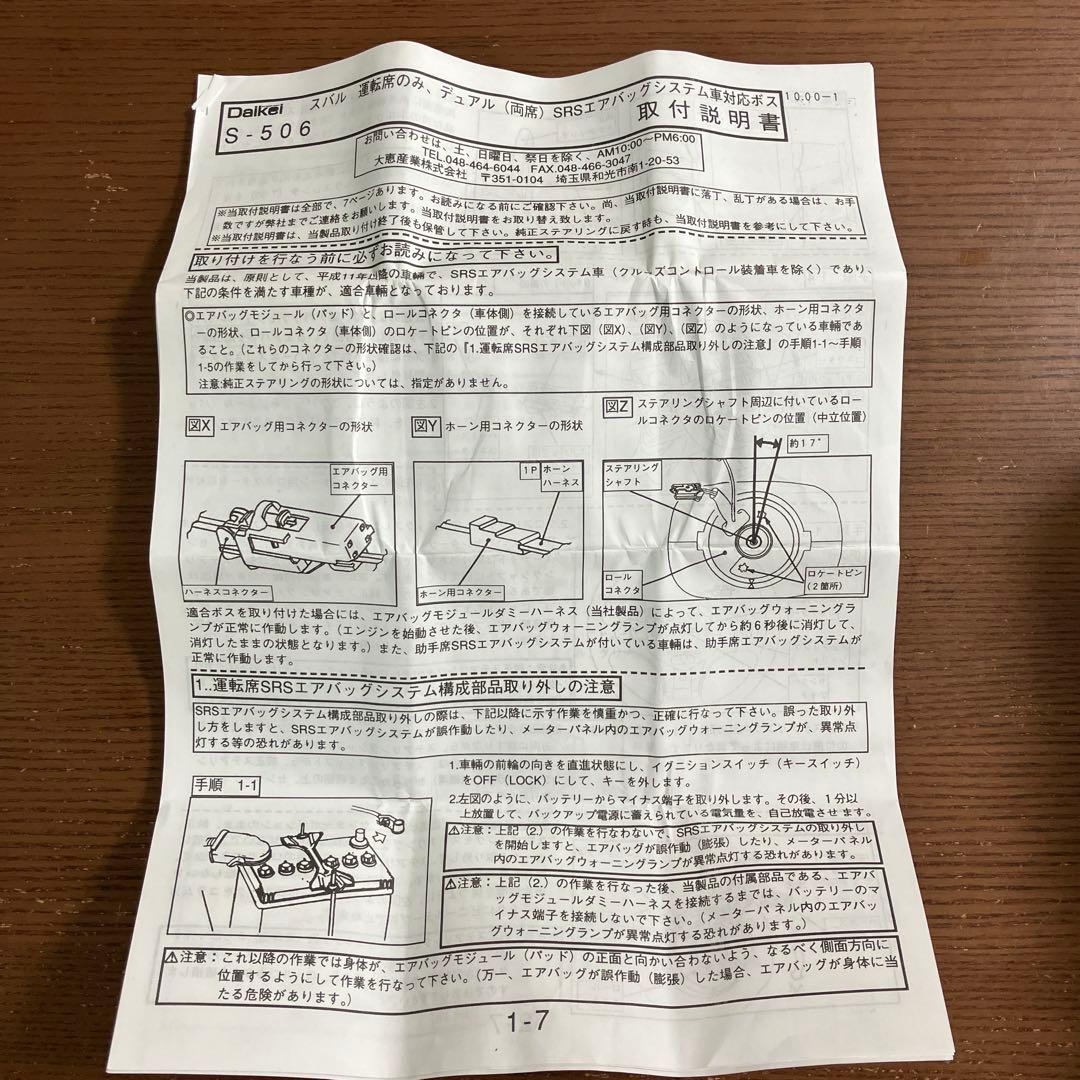 Daikei
S-506
スバル 運転席のみ、デュアル（両席）SRSエアバッグシステム車対応ボス
取付説明書
10.00-1
お問い合わせは、土、日曜日、祭日を除く、AM10:00〜PM6:00
TEL.048-464-6044 FAX.048-466-3047
大恵産業株式会社 〒351-0104 埼玉県和光市南1-20-53
※当取付説明書は全部で、7ページあります。お読みになる前にご確認下さい。尚、当取付説明書に落丁、乱丁がある場合は、お手
数ですが弊社までご連絡をお願いします。当取付説明書をお取り替え致します。
※当取付説明書は、当製品取り付け終了後も保管して下さい。純正ステアリングに戻す時も、当取付説明書を参考にして下さい。
取り付けを行なう前に必ずお読みになって下さい。
当製品は、原則として、平成11年以降の車輛で、SRSエアバッグシステム車（クルーズコントロール装着車を除く）であり、
下記の条件を満たす車種が、適合車輛となっております。
◎エアバッグモジュール（パッド）と、ロールコネクタ（車体側）を接続しているエアバッグ用コネクターの形状、ホーン用コネクタ
ーの形状、ロールコネクタ（車体側）のロケートピンの位置が、それぞれ下図（図X）、（図Y）、（図Z）のようになっている車輛であ
ること。（これらのコネクターの形状確認は、下記の『1.運転席SRSエアバッグシステム構成部品取り外しの注意』の手順1-1〜手順
1-5の作業をしてから行って下さい。）
注意:純正ステアリングの形状については、指定がありません。
図X エアバッグ用コネクターの形状
図Y ホーン用コネクターの形状
図Z ステアリングシャフト周辺に付いているロー
ルコネクタのロケートピンの位置（中立位置）
約17°
エアバッグ用
コネクター
ハーネスコネクター
1P
ホーン
ハーネス
ホーン用コネクター
ステアリング
シャフト
ロール
コネクタ
ロケートピン
（2箇所）
適合ボスを取り付けた場合には、エアバッグモジュールダミーハーネス（当社製品）によって、エアバッグウォーニングラ
ンプが正常に作動します。（エンジンを始動させた後、エアバッグウォーニングランプが点灯してから約6秒後に消灯して、
消灯したままの状態となります。）また、助手席SRSエアバッグシステムが付いている車輛は、助手席エアバッグシステムが
正常に作動します。
1..運転席SRSエアバッグシステム構成部品取り外しの注意
SRSエアバッグシステム構成部品取り外しの際は、下記以降に示す作業を慎重かつ、正確に行なって下さい。誤った取り外
し方をしますと、SRSエアバッグシステムが誤作動したり、メーターパネル内のエアバッグウォーニングランプが、異常点
灯する等の恐れがあります。
手順 1-1
1.車輛の前輪の向きを直進状態にし、イグニションスイッチ（キースイッチ）
をOFF（LOCK）にして、キーを外します。
2.左図のように、バッテリーからマイナス端子を取り外します。その後、1分以
上放置して、バックアップ電源に蓄えられている電気量を、自己放電させます。
⚠注意：上記（2.）の作業を行なわないで、SRSエアバッグシステムの取り外し
を開始しますと、エアバッグが誤作動（膨張）したり、メーターパネル
内のエアバッグウォーニングランプが異常点灯する恐れがあります。
⚠注意：上記（2.）の作業を行なった後、当製品の付属部品である、エアバ
ッグモジュールダミーハーネスを接続するまでは、バッテリーのマ
イナス端子を接続しないで下さい。（メーターパネル内のエアバッ
グウォーニングランプが異常点灯する恐れがあります。）
⚠注意：これ以降の作業では身体が、エアバッグモジュール（パッド）の正面と向かい合わないよう、なるべく側面方向に
位置するようにして作業を行なって下さい。（万一、エアバッグが誤作動（膨張）した場合、エアバッグが身体に当
たる危険があります。）
1-7